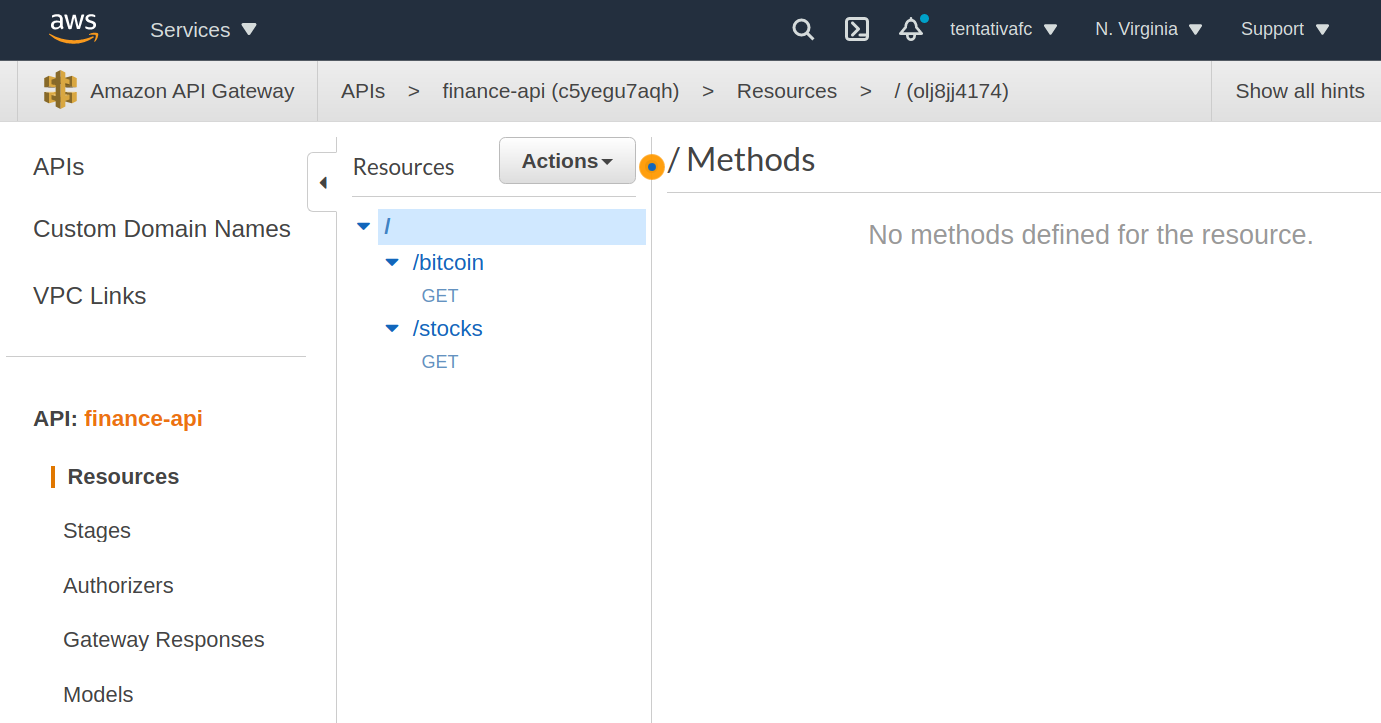 aws Services tentativafc N. Virginia Support
Amazon API Gateway APIs > finance-api (c5yegu7aqh) > Resources > / (olj8jj4174) Show all hints
APIs
Custom Domain Names
VPC Links
API: finance-api
Resources
Stages
Authorizers
Gateway Responses
Models
Resources Actions
/
/bitcoin
GET
/stocks
GET
/ Methods
No methods defined for the resource.